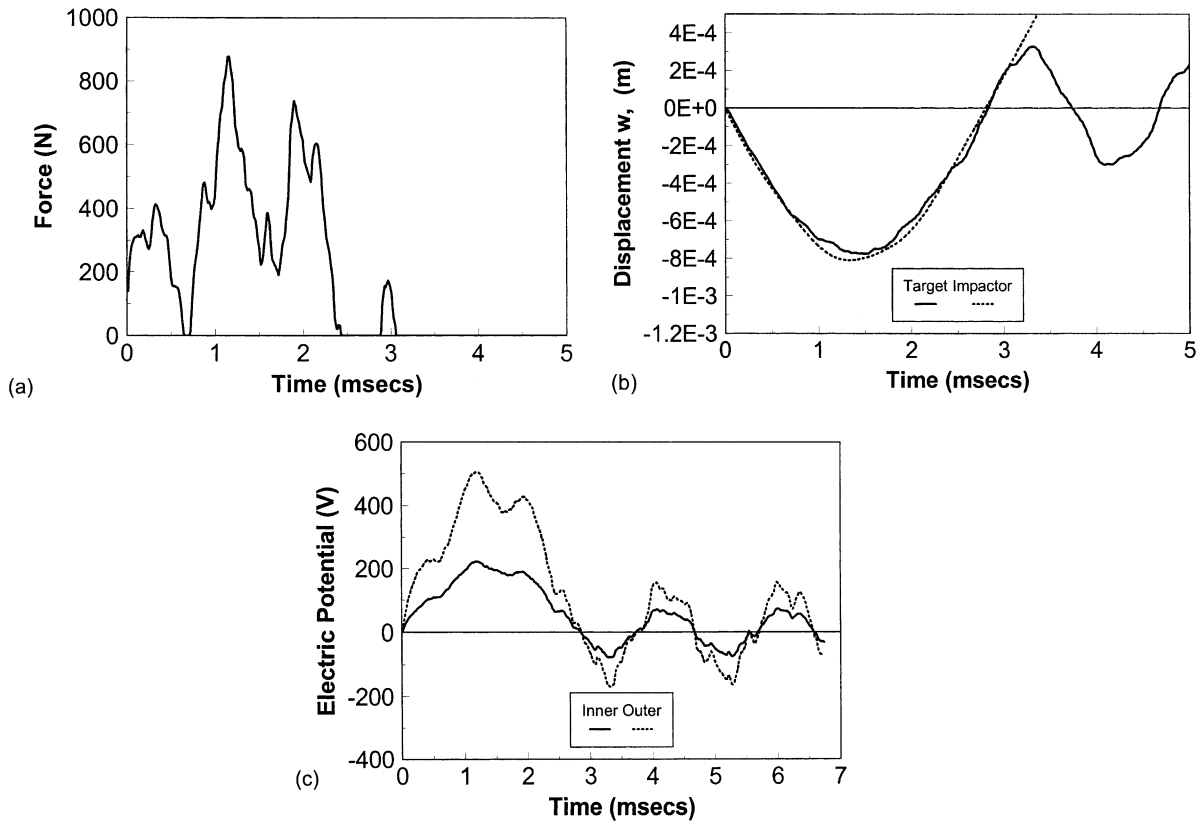 1000
800
600
400
200
0
Force (N)
0 1 2 3 4 5
Time (msecs)
(a)
4E-4
2E-4
0E+0
-2E-4
-4E-4
-6E-4
-8E-4
-1E-3
-1.2E-3
Displacement w, (m)
Target Impactor
0 1 2 3 4 5
Time (msecs)
(b)
600
400
200
0
-200
-400
Electric Potential (V)
Inner Outer
0 1 2 3 4 5 6 7
Time (msecs)
(c)